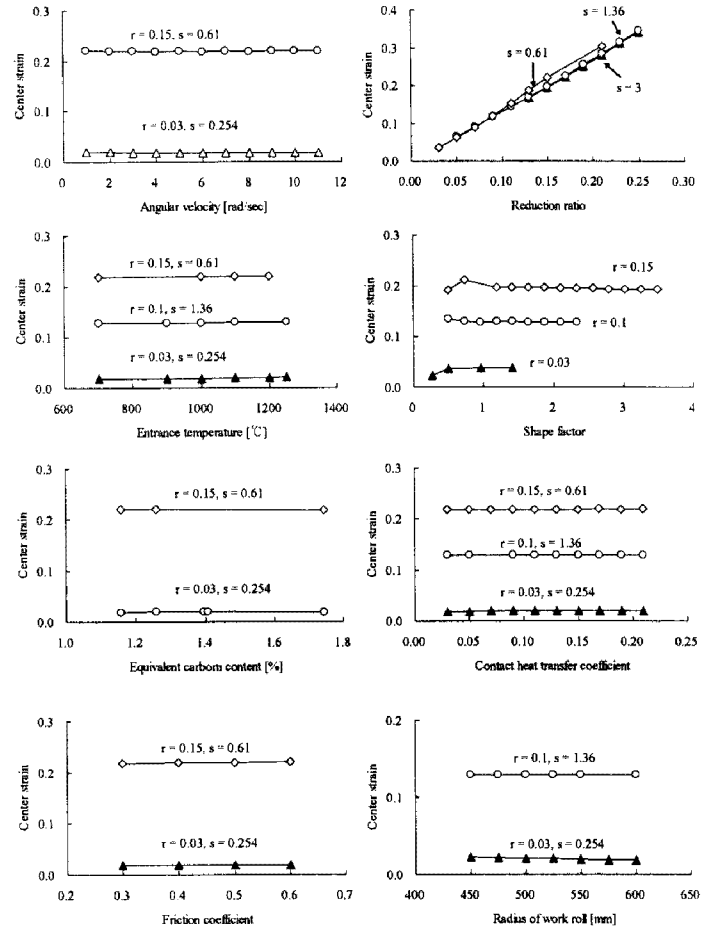 0.3
0.2
0.1
0.0
Center strain
r = 0.15, s = 0.61
r = 0.03, s = 0.254
0 2 4 6 8 10 12
Angular velocity [rad/sec]
0.4
0.3
0.2
0.1
0.0
Center strain
s = 1.36
s = 0.61
s = 3
0.00 0.05 0.10 0.15 0.20 0.25 0.30
Reduction ratio
0.3
0.2
0.1
0.0
Center strain
r = 0.15, s = 0.61
r = 0.1, s = 1.36
r = 0.03, s = 0.254
600 800 1000 1200 1400
Entrance temperature [℃]
0.3
0.2
0.1
0.0
Center strain
r = 0.15
r = 0.1
r = 0.03
0 1 2 3 4
Shape factor
0.3
0.2
0.1
0.0
Center strain
r = 0.15, s = 0.61
r = 0.03, s = 0.254
1.0 1.2 1.4 1.6 1.8
Equivalent carborn content [%]
0.3
0.2
0.1
0.0
Center strain
r = 0.15, s = 0.61
r = 0.1, s = 1.36
r = 0.03, s = 0.254
0.00 0.05 0.10 0.15 0.20 0.25
Contact heat transfer coefficient
0.3
0.2
0.1
0.0
Center strain
r = 0.15, s = 0.61
r = 0.03, s = 0.254
0.2 0.3 0.4 0.5 0.6 0.7
Friction coefficient
0.2
0.1
0.0
Center strain
r = 0.1, s = 1.36
r = 0.03, s = 0.254
400 450 500 550 600 650
Radius of work roll [mm]